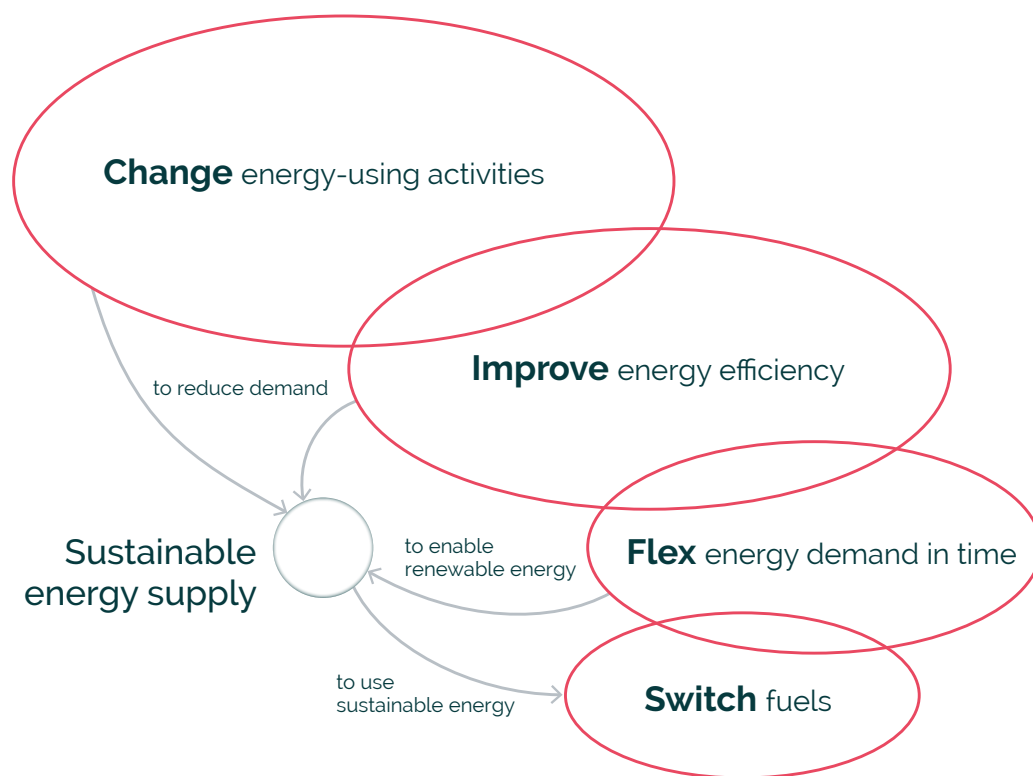 Change energy-using activities
Improve energy efficiency
to reduce demand
Sustainable
energy supply
to enable
renewable energy
Flex energy demand in time
to use
sustainable energy
Switch fuels